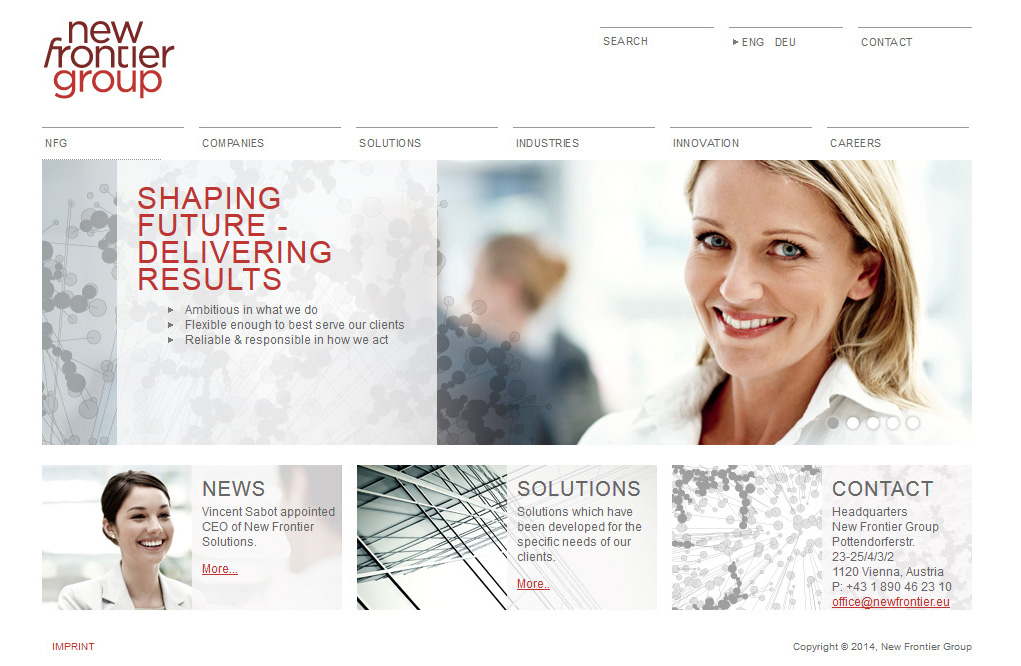 new
frontier
group
SEARCH
ENG DEU
CONTACT
NFG
COMPANIES
SOLUTIONS
INDUSTRIES
INNOVATION
CAREERS
SHAPING
FUTURE -
DELIVERING
RESULTS
Ambitious in what we do
Flexible enough to best serve our clients
Reliable & responsible in how we act
NEWS
Vincent Sabot appointed
CEO of New Frontier
Solutions.
More...
SOLUTIONS
Solutions which have
been developed for the
specific needs of our
clients.
More..
CONTACT
Headquarters
New Frontier Group
Pottendorferstr.
23-25/4/3/2
1120 Vienna, Austria
P: +43 1 890 46 23 10
office@newfrontier.eu
IMPRINT
Copyright © 2014, New Frontier Group